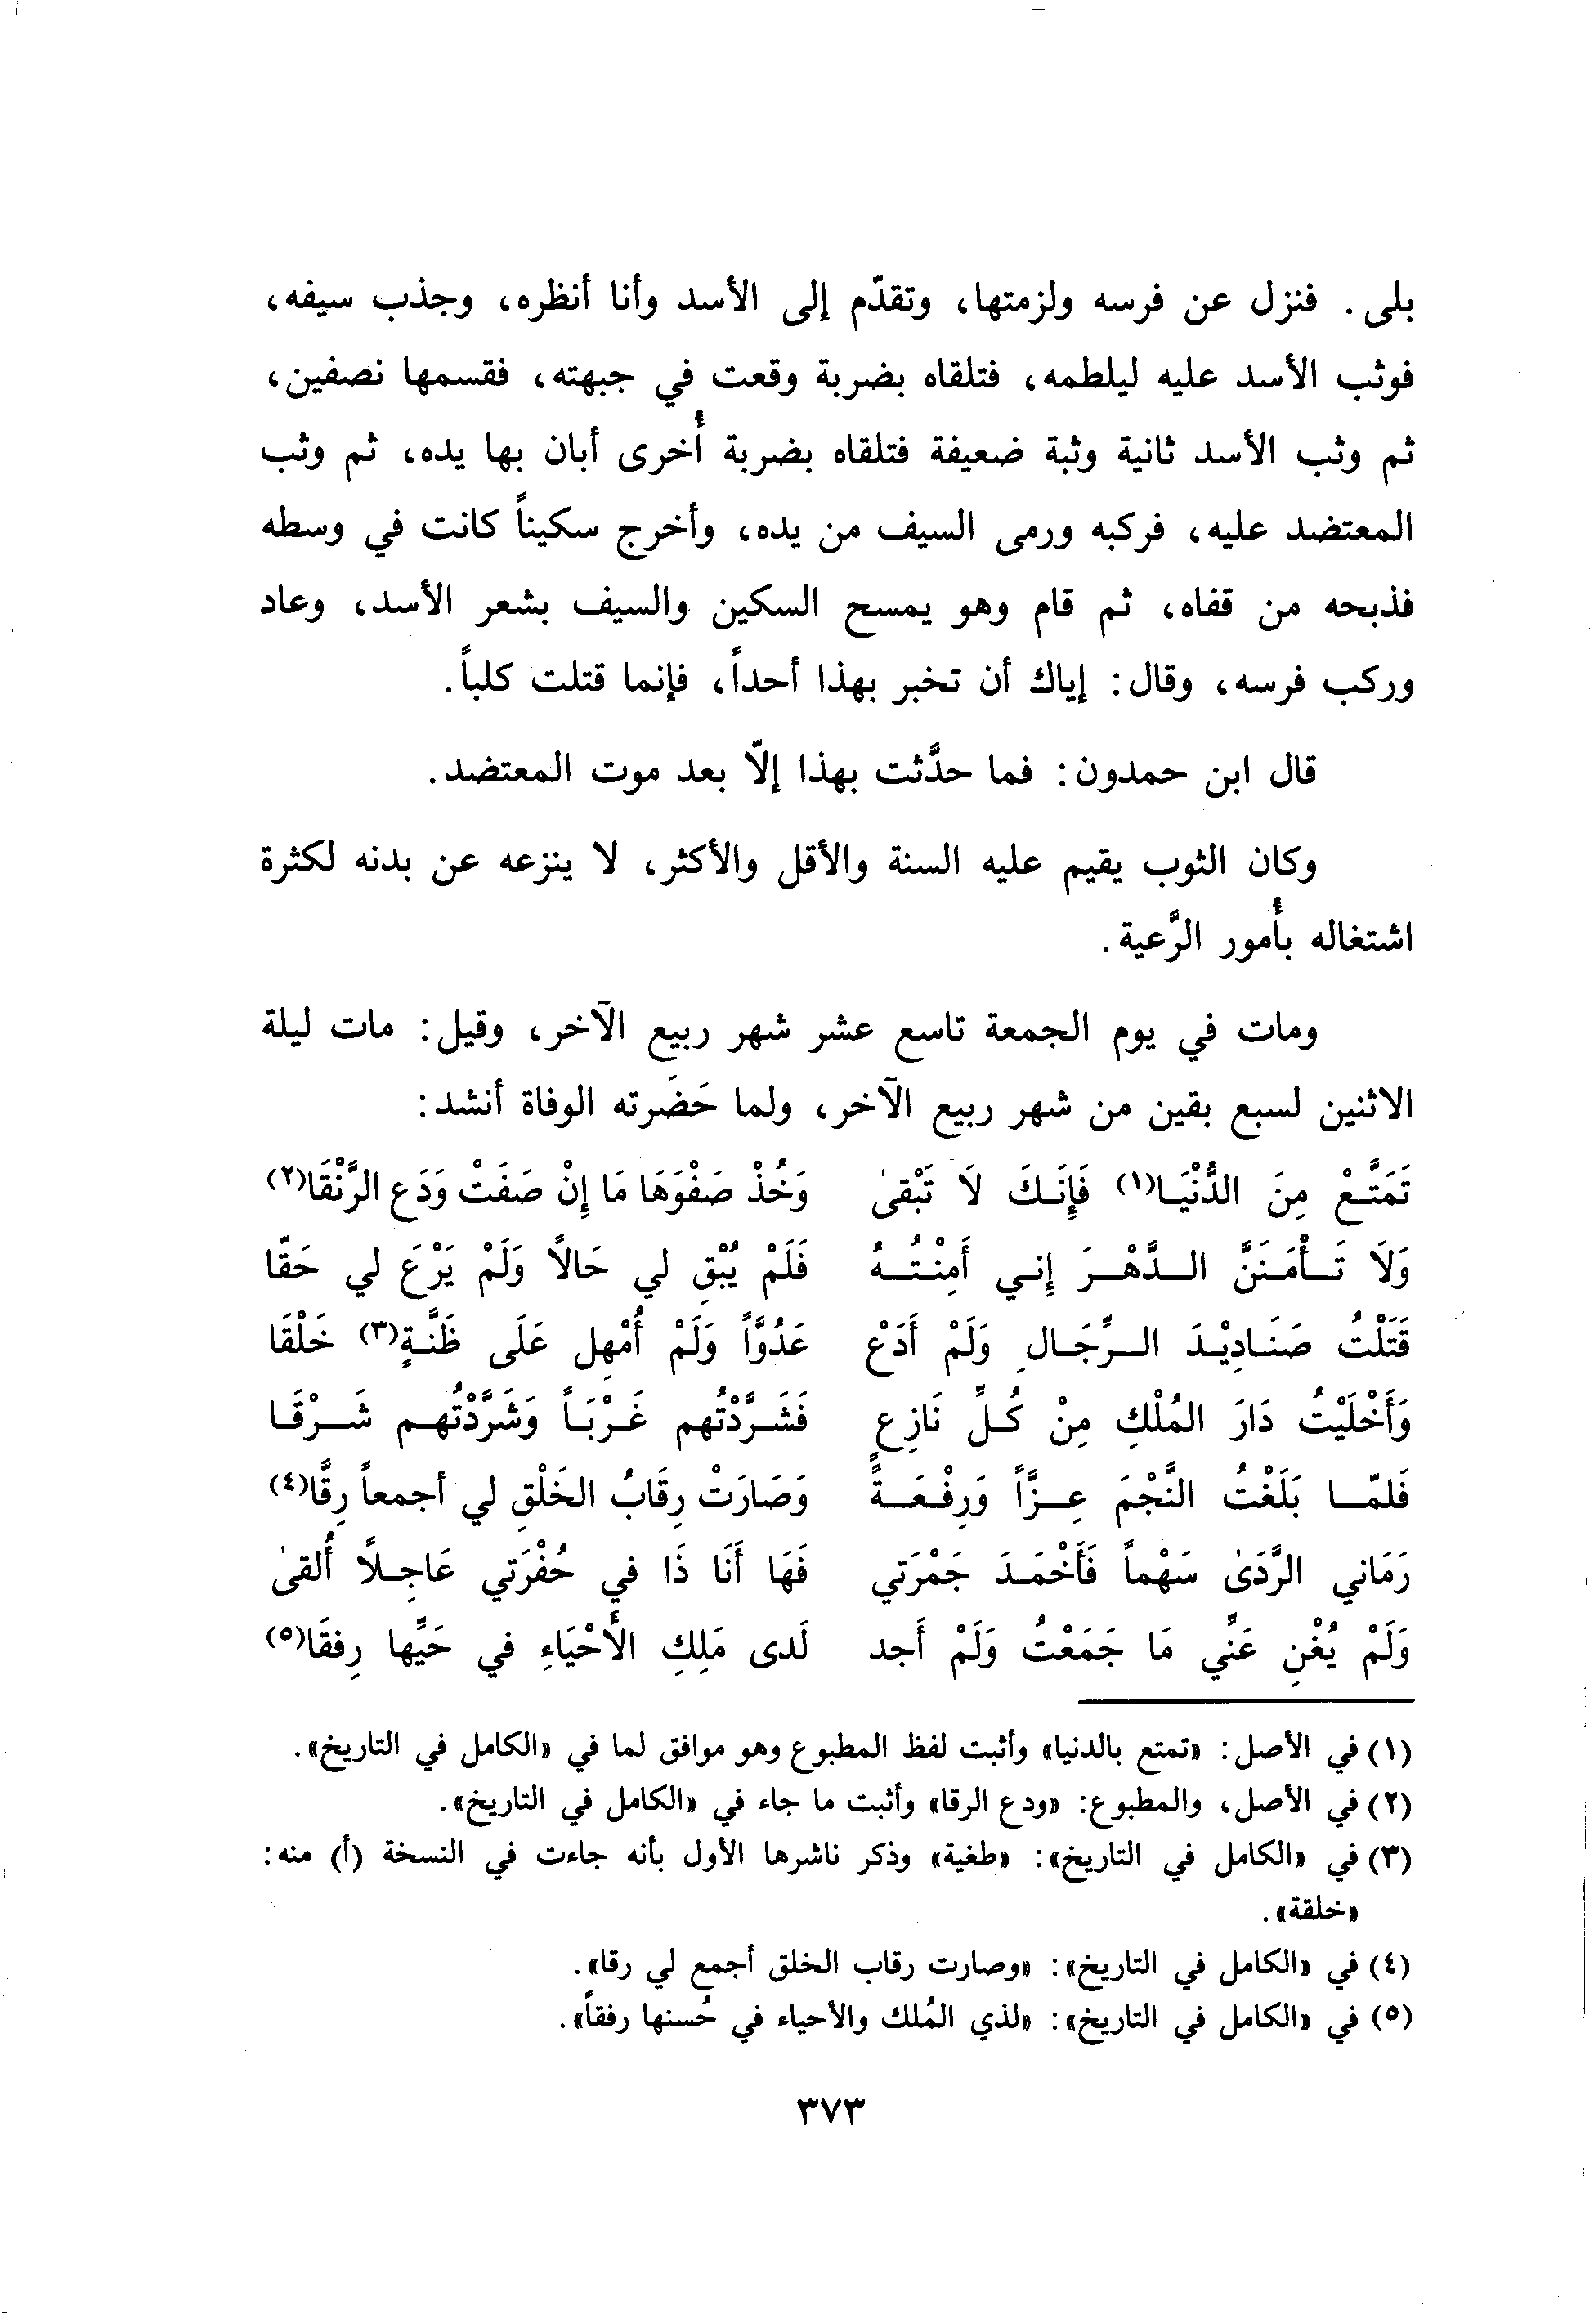 بلى. فنزل عن فرسه ولزمتها، وتقدّم إلى الأسد وأنا أنظره، وجذب سيفه،
فوثب الأسد عليه ليلطمه، فتلقاه بضربة وقعت في جبهته، فقسمها نصفين،
ثم وثب الأسد ثانية وثبة ضعيفة فتلقاه بضربة أُخرى أبان بها يده، ثم وثب
المعتضد عليه، فركبه ورمى السيف من يده، وأخرج سكيناً كانت في وسطه
فذبحه من قفاه، ثم قام وهو يمسح السكين والسيف بشعر الأسد، وعاد
وركب فرسه، وقال: إياك أن تخبر بهذا أحداً، فإنما قتلت كلباً.
قال ابن حمدون: فما حدَّثت بهذا إلاّ بعد موت المعتضد.
وكان الثوب يقيم عليه السنة والأقل والأكثر، لا ينزعه عن بدنه لكثرة
اشتغاله بأُمور الرَّعية.
ومات في يوم الجمعة تاسع عشر شهر ربيع الآخر، وقيل: مات ليلة
الاثنين لسبع بقين من شهر ربيع الآخر، ولما حَضَرته الوفاة أنشد:
تَمَتَّعْ مِنَ الدُّنْيَا(١) فَإِنَكَ لَا تَبْقىٰ وَخُذْ صَفْوَهَا مَا إِنْ صَفَتْ وَدَع الرَّنْقَا(٢)
وَلَا تَأْمَنَنَّ الدَّهْرَ إِني أَمِنْتُهُ فَلَمْ يُبْقِ لي حَالاً وَلَمْ يَرْعَ لي حَقّا
قَتَلْتُ صَنَادِيْدَ الرِّجَالِ وَلَمْ أَدَعْ عَدُوَّاً وَلَمْ أُمْهِل عَلَى ظَنَّةٍ(٣) خَلْقَا
وَأَخْلَيْتُ دَارَ المُلْكِ مِنْ كُلِّ نَازِعٍ فَشَرَّدْتُهم غَرْبَاً وَشَرَّدْتُهم شَرْقَا
فَلمّا بَلَغْتُ النَّجْمَ عِزَّاً وَرِفْعَةً وَصَارَتْ رِقَابُ الخَلْقِ لي أجمعاً رِقَّا(٤)
رَمَاني الرَّدَىٰ سَهْماً فَأَخْمَدَ جَمْرَتي فَهَا أَنَا ذَا في حُفْرَتي عَاجِلاً أُلقىٰ
وَلَمْ يُغْنِ عَنِّي مَا جَمَعْتُ وَلَمْ أَجد لَدى مَلِكِ الأَحْيَاءِ في حَيِّها رِفقَا(٥)
(١) في الأصل: «تمتع بالدنيا» وأثبت لفظ المطبوع وهو موافق لما في «الكامل في التاريخ».
(٢) في الأصل، والمطبوع: «ودع الرقا» وأثبت ما جاء في «الكامل في التاريخ».
(٣) في «الكامل في التاريخ»: «طغية» وذكر ناشرها الأول بأنه جاءت في النسخة (أ) منه:
«خلقة».
(٤) في «الكامل في التاريخ»: «وصارت رقاب الخلق أجمع لي رقا».
(٥) في «الكامل في التاريخ»: «لذي المُلك والأحياء في حُسنها رفقاً».
٣٧٣